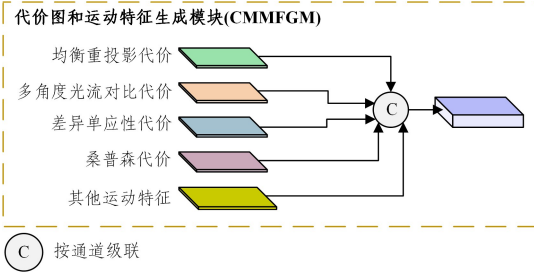 代价图和运动特征生成模块(CMMFGM)
均衡重投影代价
多角度光流对比代价
差异单应性代价
桑普森代价
其他运动特征
C
C
按通道级联